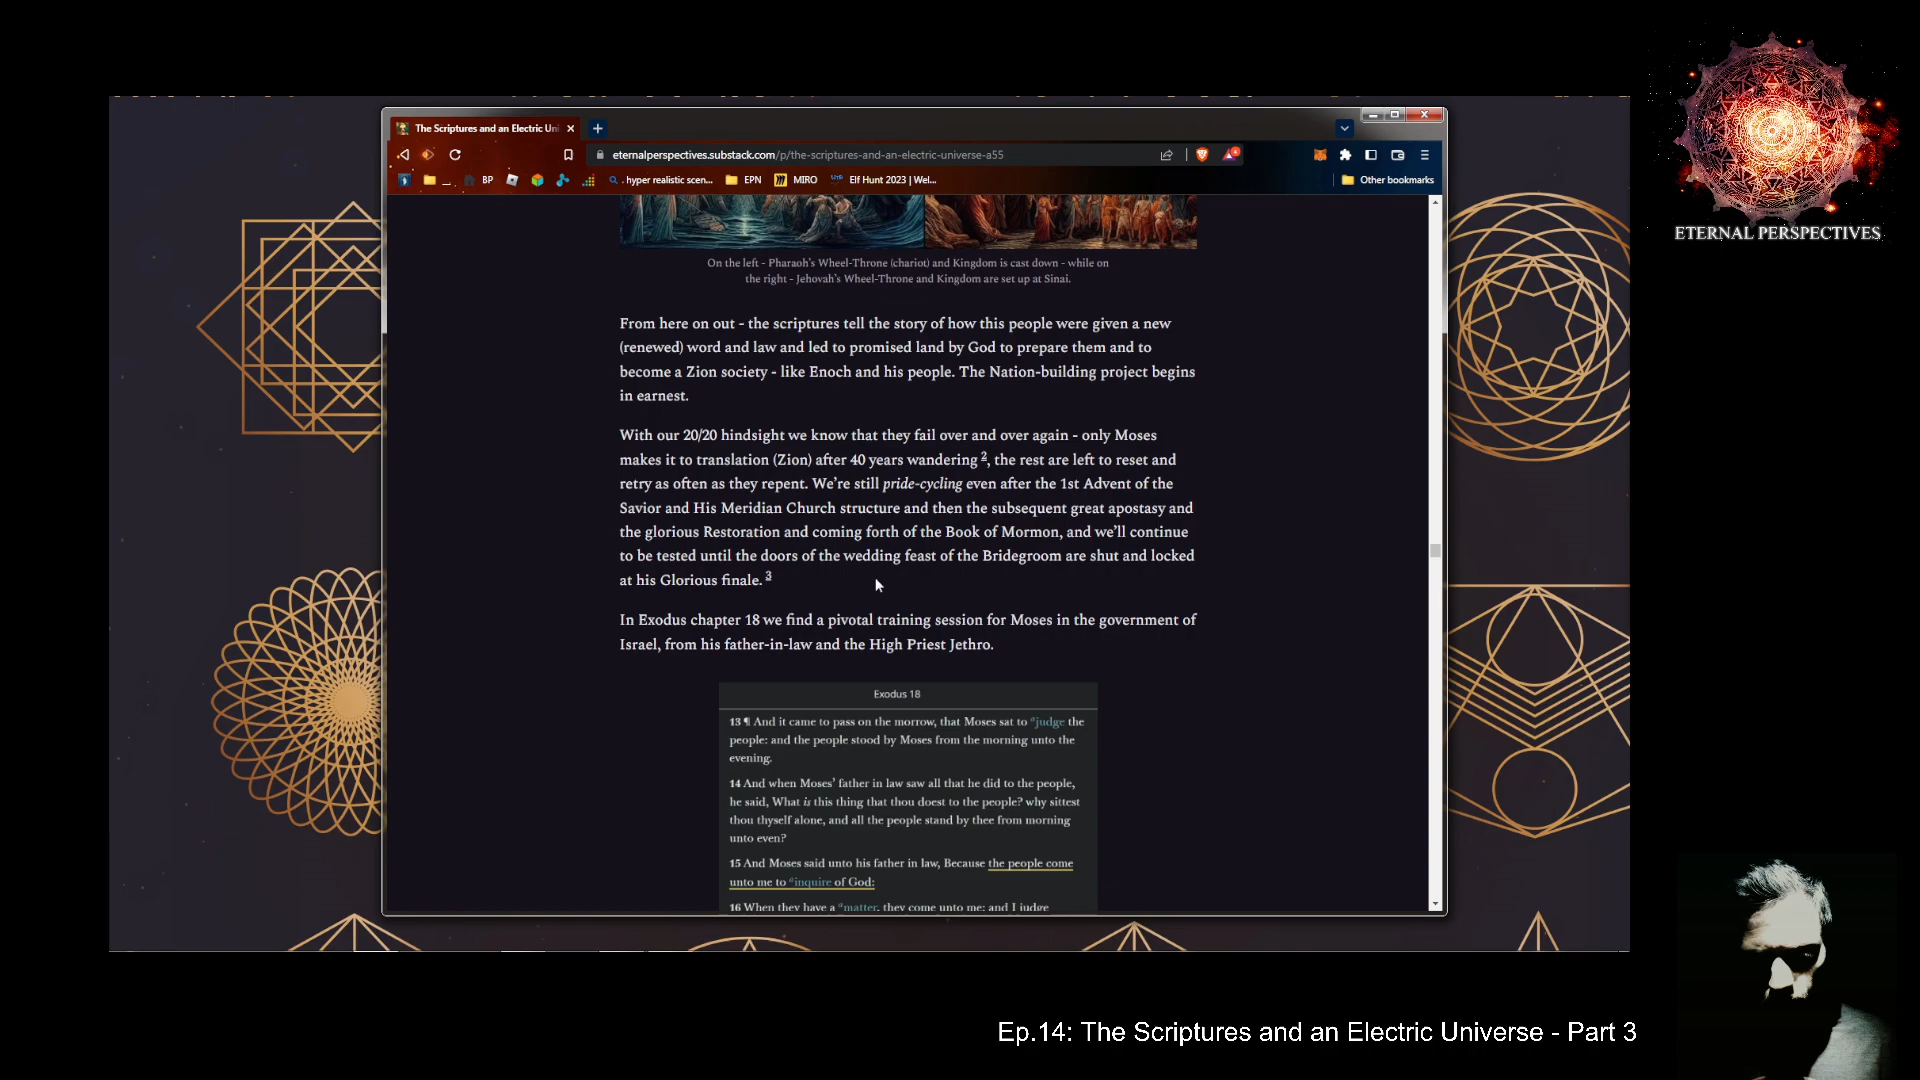 ETERNAL PERSPECTIVES
The Scriptures and an Electric Uni
eternalperspectives.substack.com/p/the-scriptures-and-an-electric-universe-a55
BP
. hyper realistic scen...
EPN
MIRO
Elf Hunt 2023 | Wel...
Other bookmarks
On the left - Pharaoh's Wheel-Throne (chariot) and Kingdom is cast down - while on
the right - Jehovah's Wheel-Throne and Kingdom are set up at Sinai.
From here on out - the scriptures tell the story of how this people were given a new
(renewed) word and law and led to promised land by God to prepare them and to
become a Zion society - like Enoch and his people. The Nation-building project begins
in earnest.
With our 20/20 hindsight we know that they fail over and over again - only Moses
makes it to translation (Zion) after 40 years wandering 2, the rest are left to reset and
retry as often as they repent. We're still pride-cycling even after the 1st Advent of the
Savior and His Meridian Church structure and then the subsequent great apostasy and
the glorious Restoration and coming forth of the Book of Mormon, and we'll continue
to be tested until the doors of the wedding feast of the Bridegroom are shut and locked
at his Glorious finale. 3
In Exodus chapter 18 we find a pivotal training session for Moses in the government of
Israel, from his father-in-law and the High Priest Jethro.
Exodus 18
13 ¶ And it came to pass on the morrow, that Moses sat to ajudge the
people: and the people stood by Moses from the morning unto the
evening.
14 And when Moses' father in law saw all that he did to the people,
he said, What is this thing that thou doest to the people? why sittest
thou thyself alone, and all the people stand by thee from morning
unto even?
15 And Moses said unto his father in law, Because the people come
unto me to ainquire of God:
16 When they have a amatter, they come unto me; and I judge
Ep.14: The Scriptures and an Electric Universe - Part 3